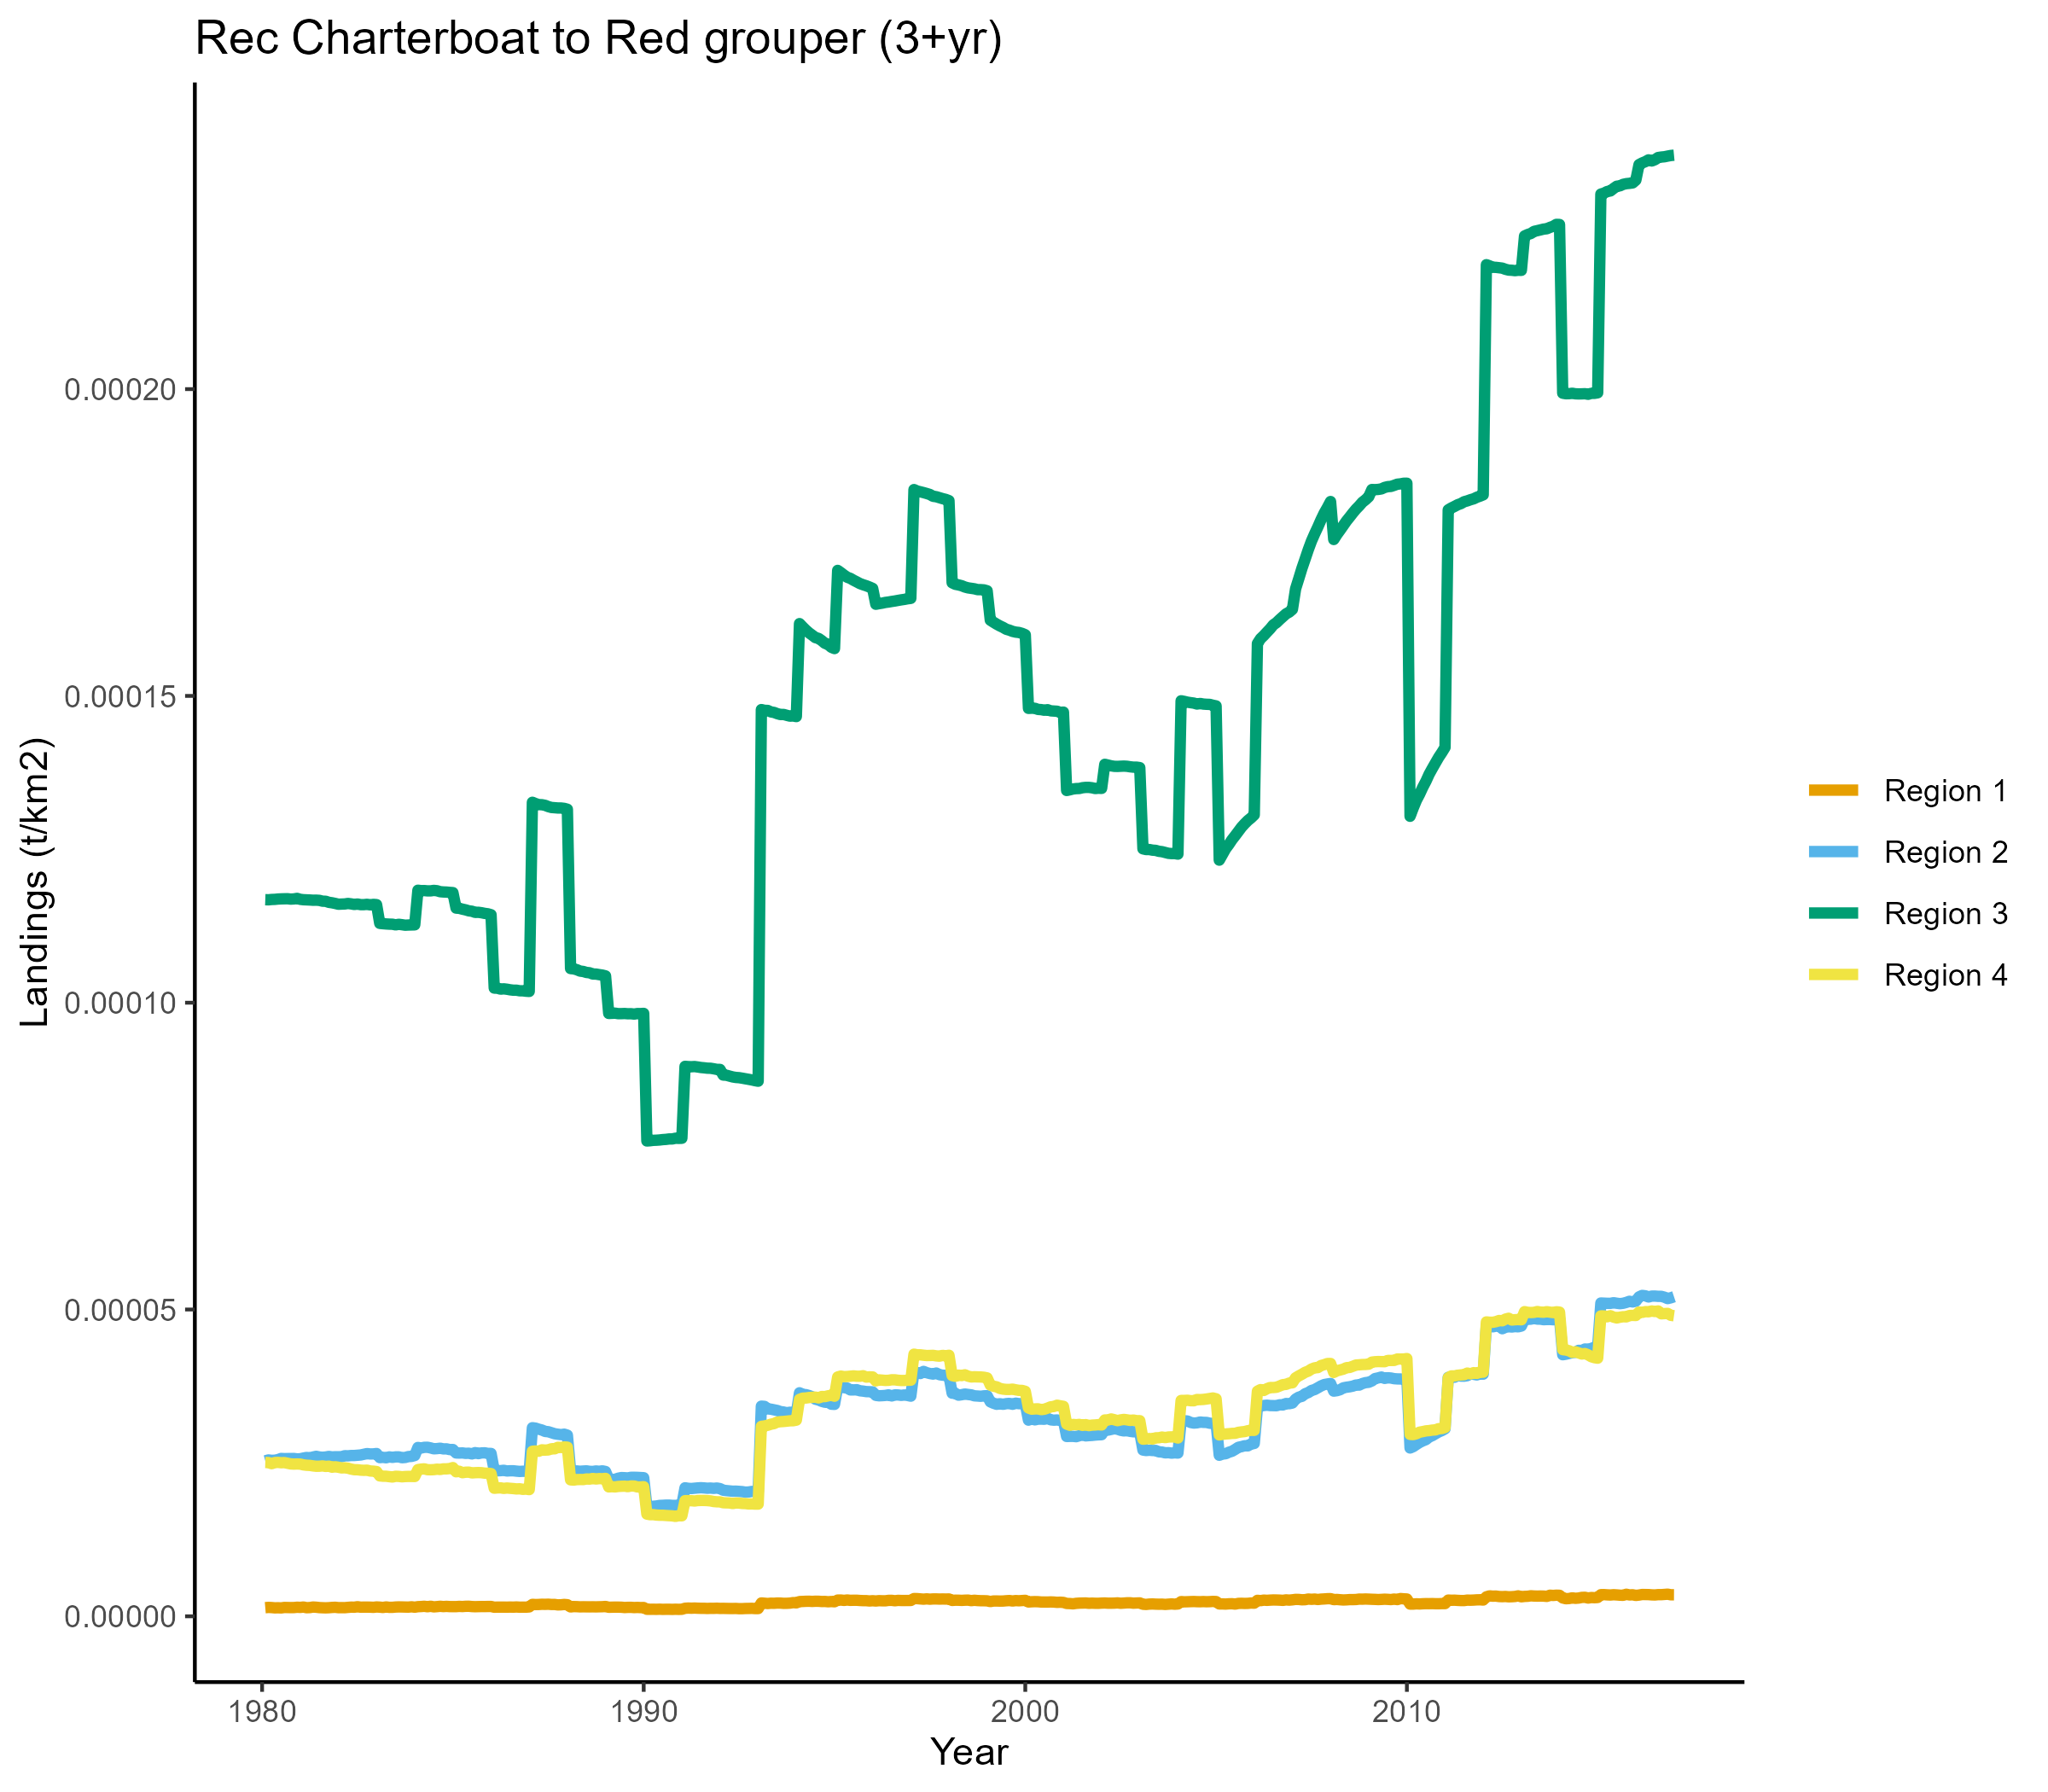 Rec Charterboat to Red grouper (3+yr)
Landings (t/km2)
0.00020
0.00015
0.00010
0.00005
0.00000
1980
1990
2000
2010
Year
Region 1
Region 2
Region 3
Region 4